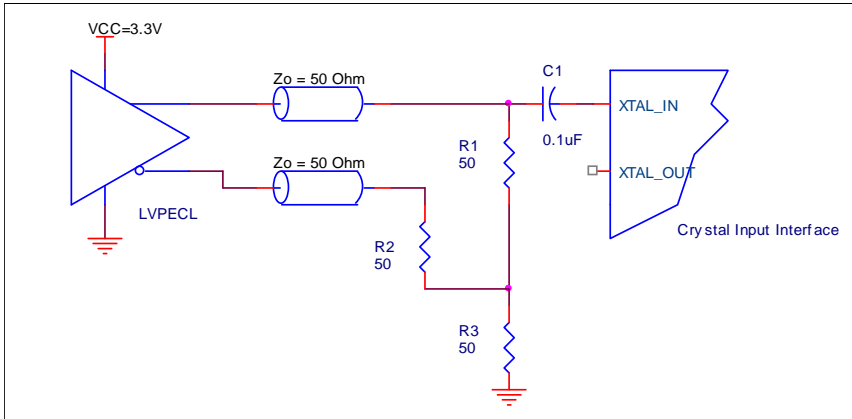 VCC=3.3V
Zo = 50 Ohm
C1
XTAL_IN
0.1uF
R1
50
Zo = 50 Ohm
XTAL_OUT
LVPECL
Crystal Input Interface
R2
50
R3
50